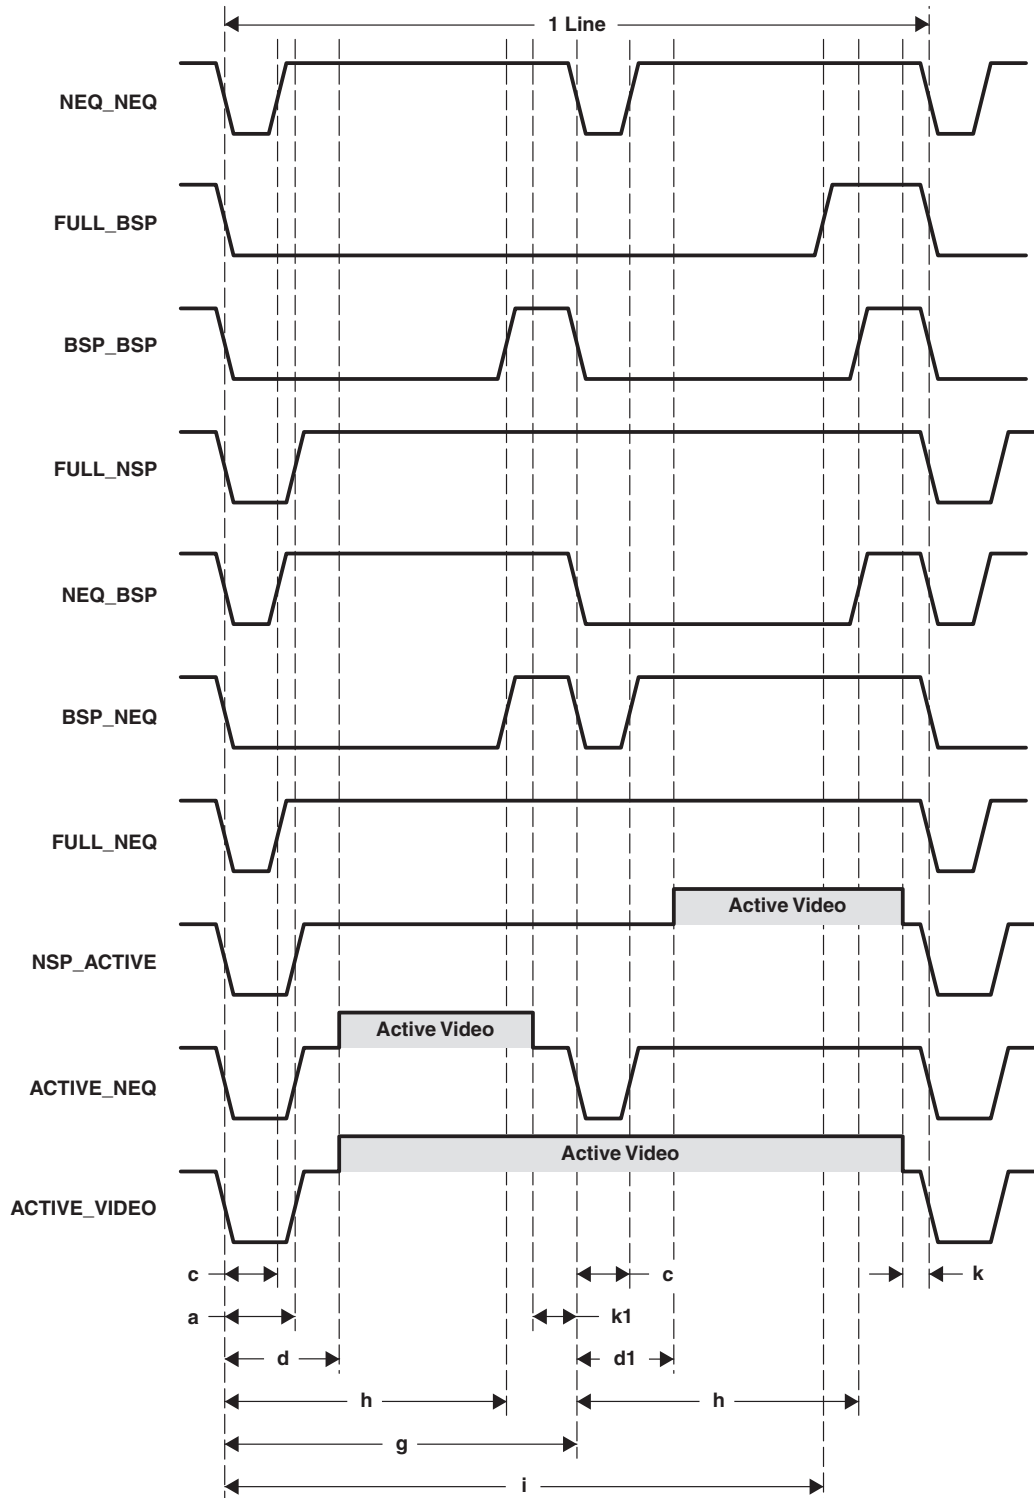 1 Line
NEQ_NEQ
FULL_BSP
BSP_BSP
FULL_NSP
NEQ_BSP
BSP_NEQ
FULL_NEQ
Active Video
NSP_ACTIVE
Active Video
ACTIVE_NEQ
Active Video
ACTIVE_VIDEO
c c k
a k1
d d1
h h
g
i